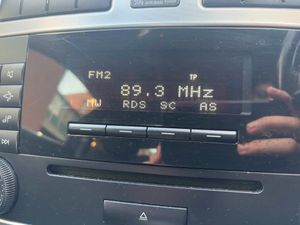 FM2 TP
89.3 MHz
MW RDS SC AS